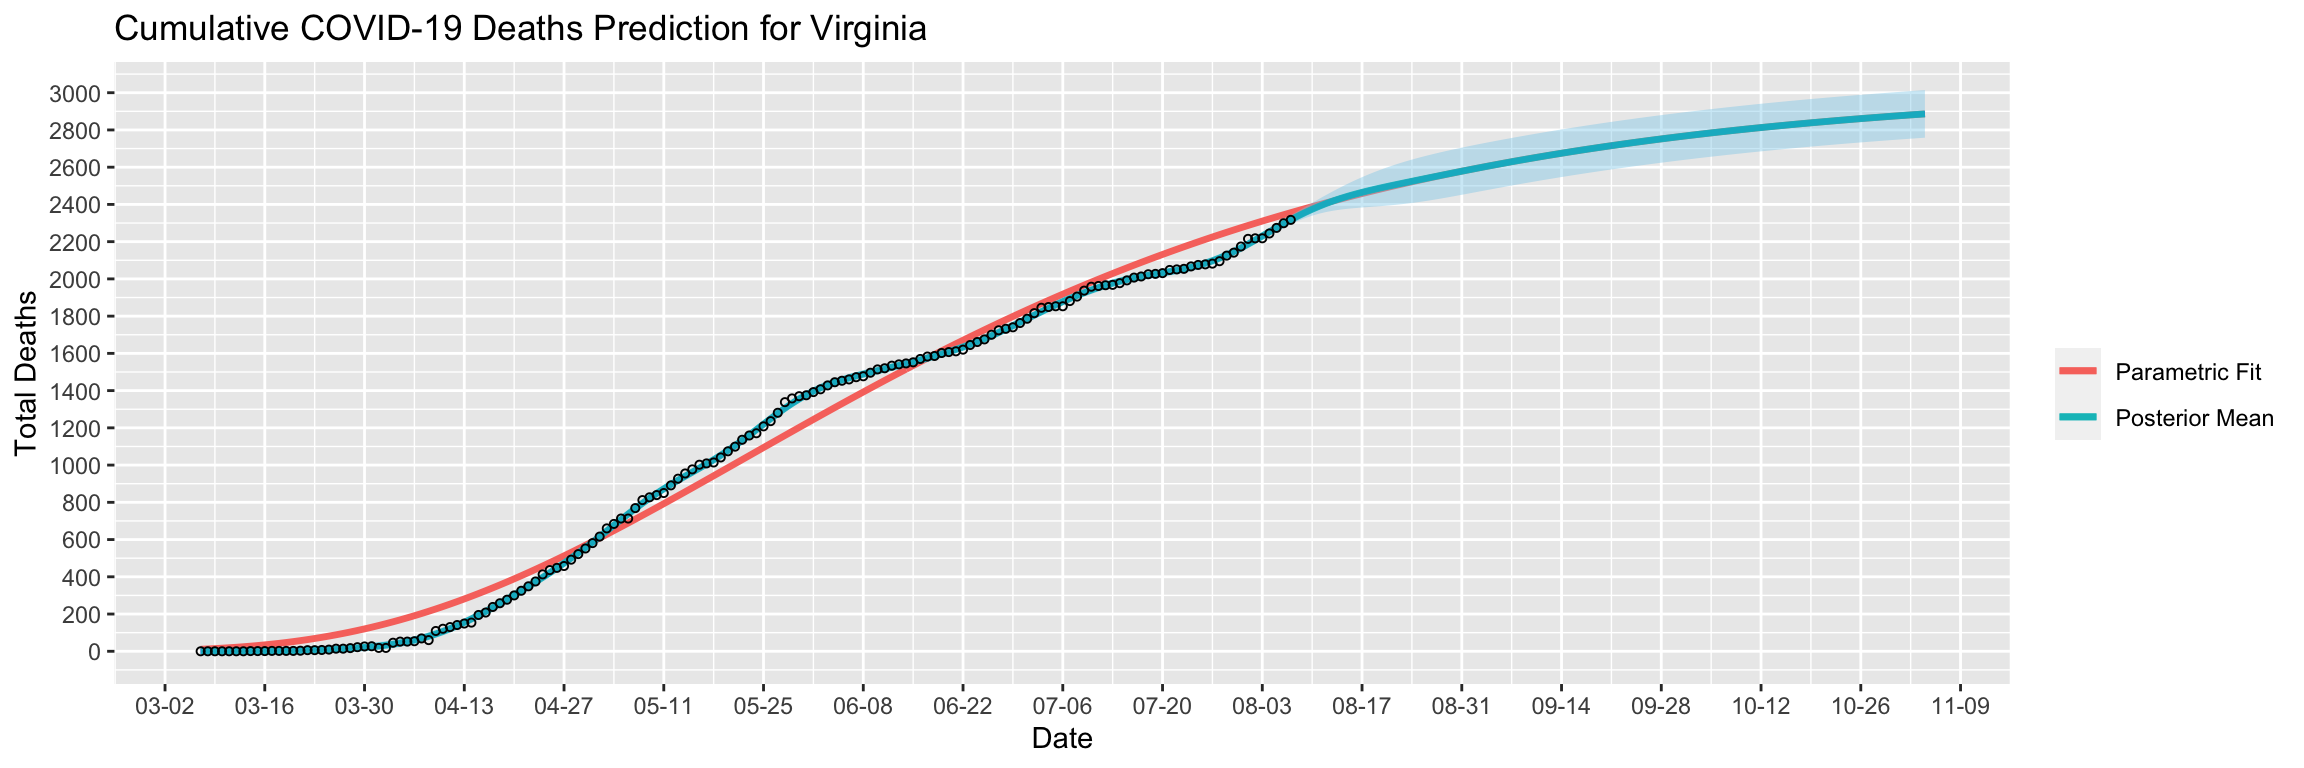 Cumulative COVID-19 Deaths Prediction for Virginia
Total Deaths
3000
2800
2600
2400
2200
2000
1800
1600
1400
1200
1000
800
600
400
200
0
03-02 03-16 03-30 04-13 04-27 05-11 05-25 06-08 06-22 07-06 07-20 08-03 08-17 08-31 09-14 09-28 10-12 10-26 11-09
Date
Parametric Fit
Posterior Mean